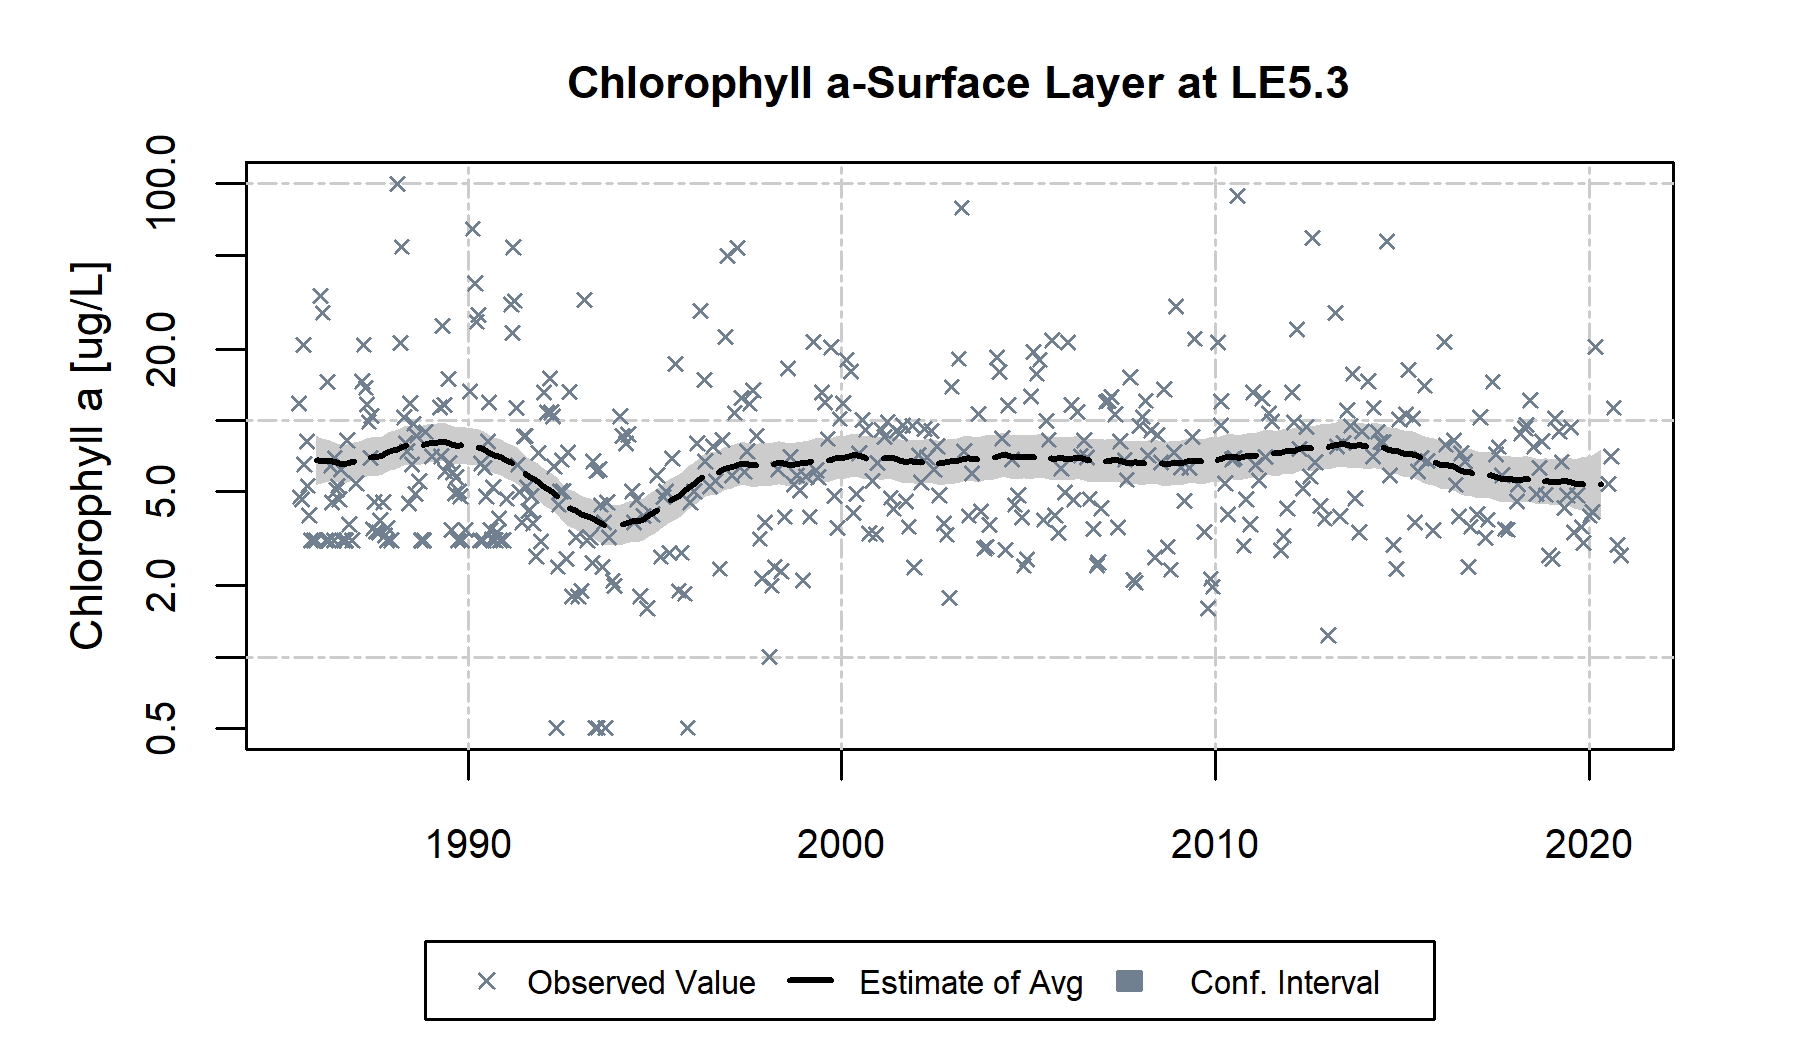 Chlorophyll a-Surface Layer at LE5.3
Chlorophyll a [ug/L]
100.0
20.0
5.0
2.0
0.5
1990 2000 2010 2020
Observed Value Estimate of Avg Conf. Interval